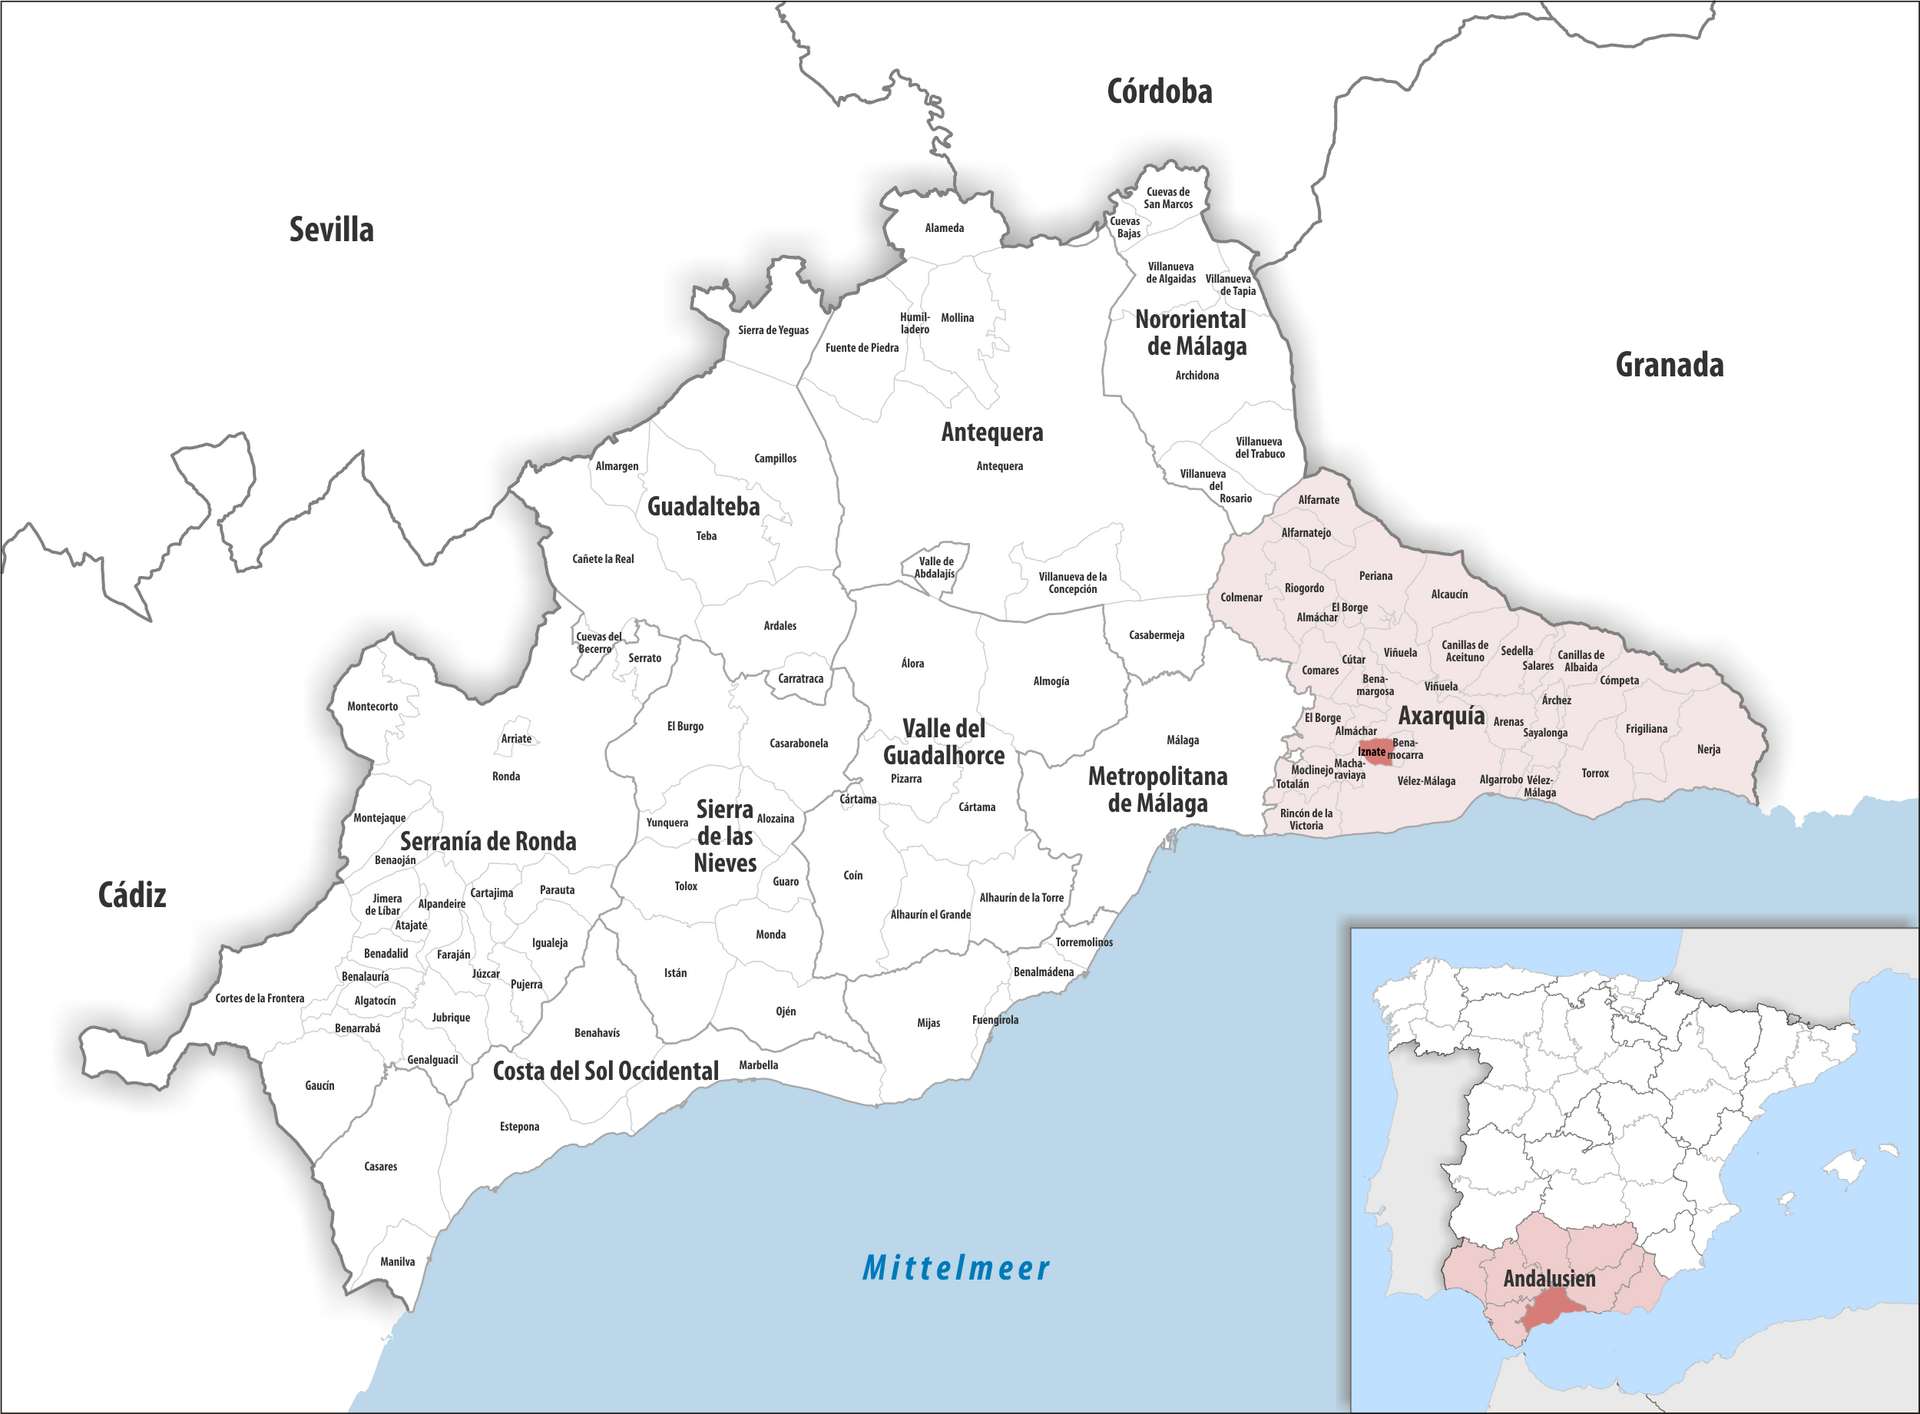 Córdoba
Sevilla
Granada
Cádiz
Cuevas de
San Marcos
Cuevas
Bajas
Alameda
Villanueva
de Algaidas
Villanueva
de Tapia
Nororiental
de Málaga
Archidona
Sierra de Yeguas
Humil-
ladero
Mollina
Fuente de Piedra
Antequera
Antequera
Villanueva
del Trabuco
Villanueva
del
Rosario
Almargen
Campillos
Guadalteba
Teba
Cañete la Real
Valle de
Abdalajís
Villanueva de la
Concepción
Ardales
Cuevas del
Becerro
Serrato
Carratraca
Casabermeja
Álora
Almogía
Alfarnate
Alfarnatejo
Periana
Riogordo
Colmenar
Alcaucín
El Borge
Almáchar
Canillas de
Aceituno
Sedella
Salares
Canillas de
Albaida
Cómpeta
Viñuela
Cútar
Comares
Bena-
margosa
Viñuela
Árchez
Axarquía
Arenas
Sayalonga
Frigiliana
Nerja
El Borge
Almáchar
Iznate
Bena-
mocarra
Macha-
raviaya
Moclinejo
Totalán
Vélez-Málaga
Algarrobo
Vélez-
Málaga
Torrox
Rincón de la
Victoria
Montecorto
Arriate
Ronda
El Burgo
Casarabonela
Valle del
Guadalhorce
Pizarra
Málaga
Metropolitana
de Málaga
Cártama
Cártama
Montejaque
Serranía de Ronda
Benaoján
Yunquera
Sierra
de las
Nieves
Alozaina
Tolox
Guaro
Coín
Alhaurín el Grande
Alhaurín de la Torre
Jimera
de Líbar
Alpandeire
Cartajima
Parauta
Atajate
Benadalid
Faraján
Igualeja
Monda
Torremolinos
Benalauría
Júzcar
Pujerra
Istán
Benalmádena
Cortes de la Frontera
Algatocín
Jubrique
Ojén
Mijas
Fuengirola
Benarrabá
Benahavís
Genalguacil
Costa del Sol Occidental
Marbella
Gaucín
Estepona
Casares
Manilva
Mittelmeer
Andalusien